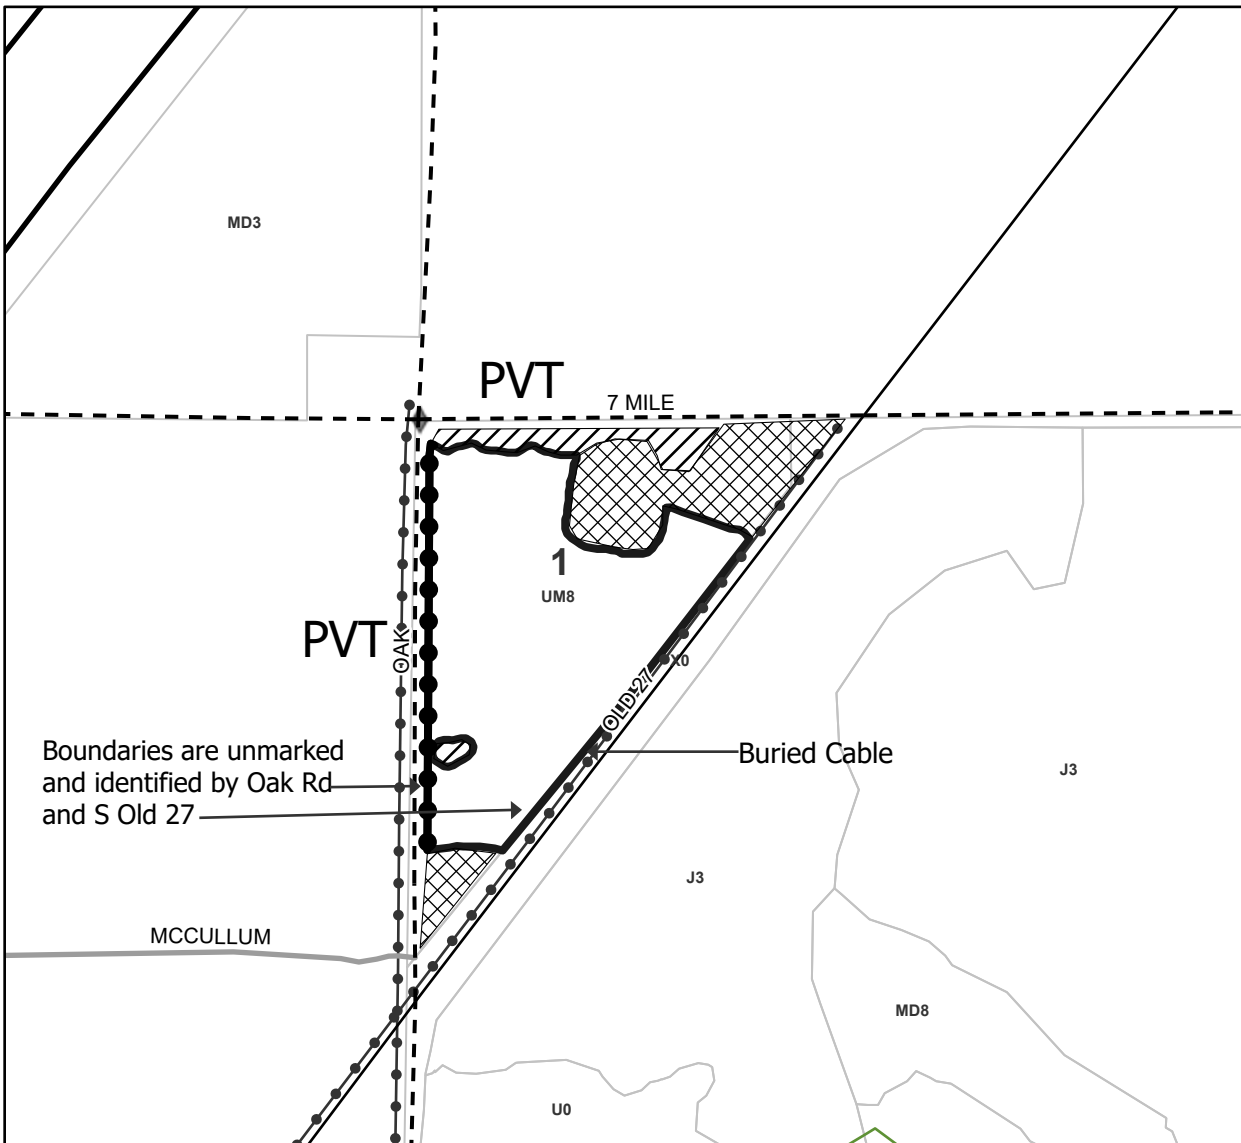 MD3
PVT
7 MILE
1
UM8
PVT
OAK
X0
OLD 27
Boundaries are unmarked
and identified by Oak Rd
and S Old 27
Buried Cable
J3
J3
MCCULLUM
MD8
U0